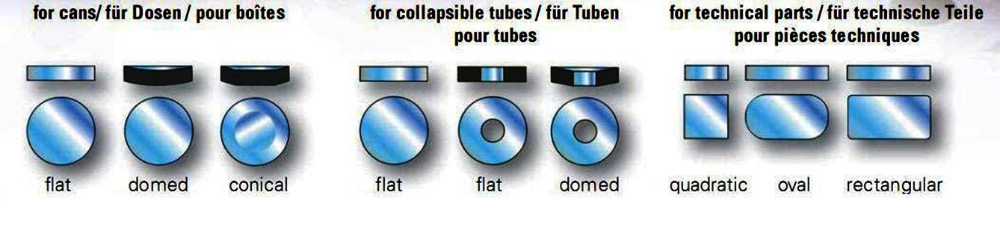 for cans/ für Dosen / pour boîtes
for collapsible tubes / für Tuben
pour tubes
for technical parts / für technische Teile
pour pièces techniques
flat domed conical
flat flat domed
quadratic oval rectangular